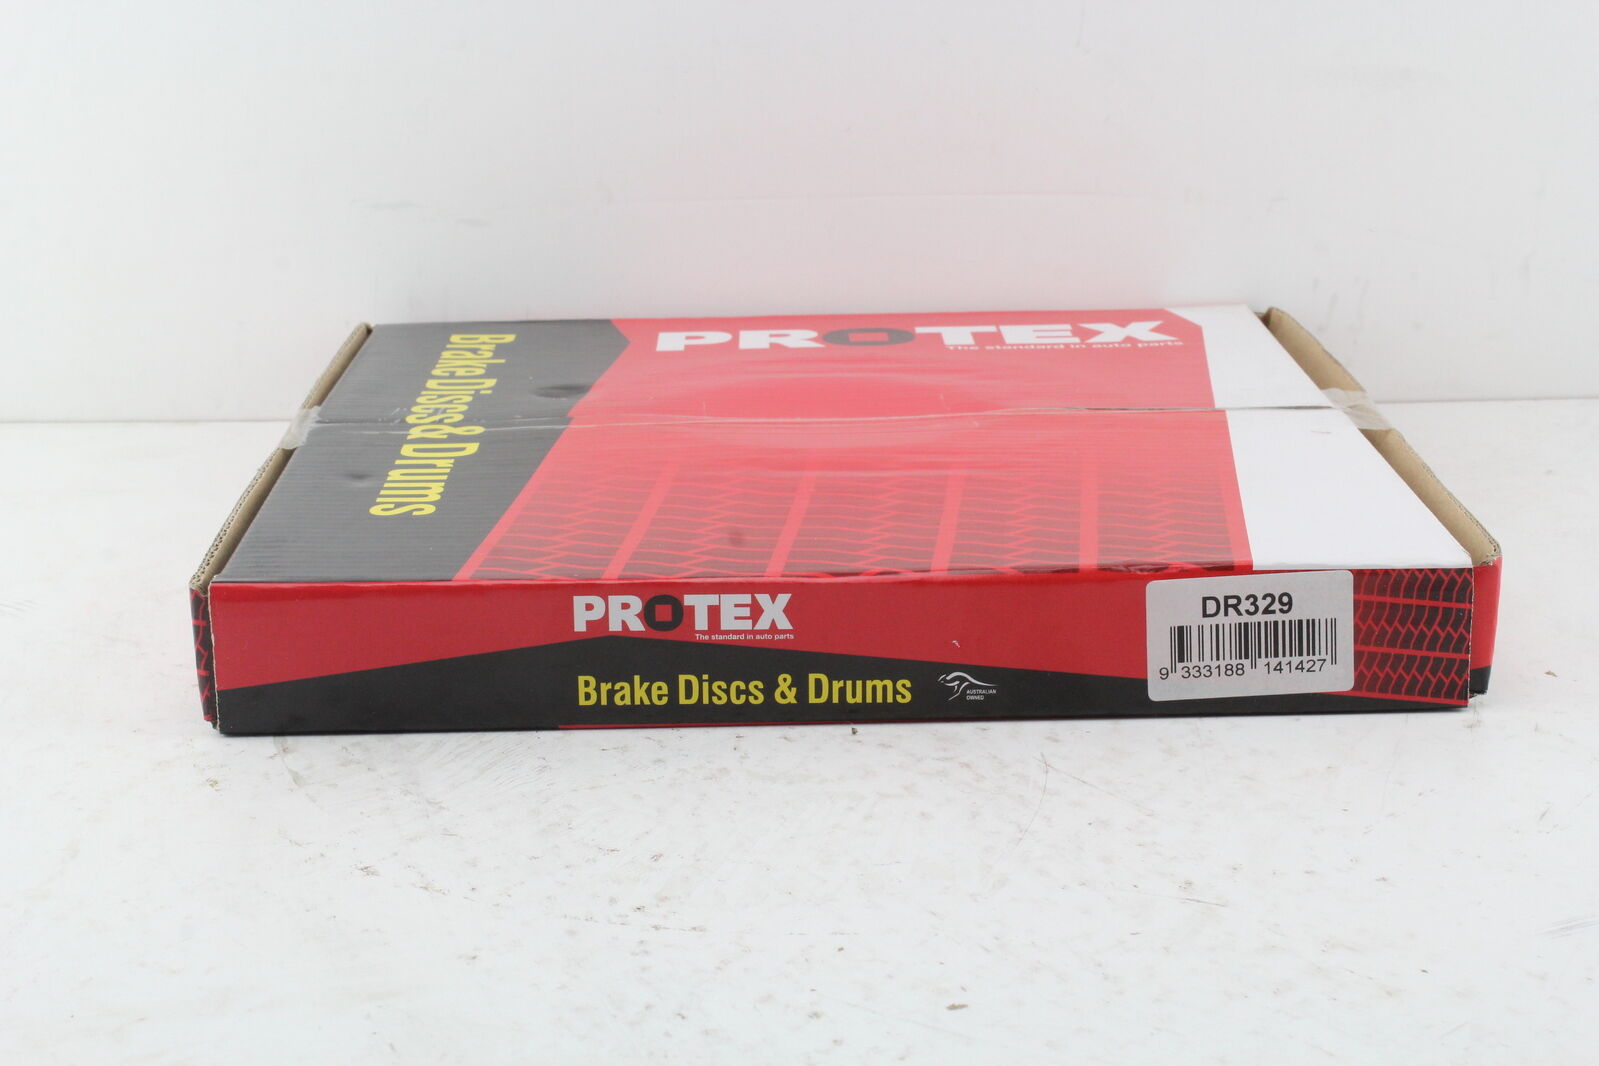 PROTEX
The standard in auto parts
Brake Discs & Drums
PROTEX
The standard in auto parts
Brake Discs & Drums
AUSTRALIAN
OWNED
DR329
9 333188 141427